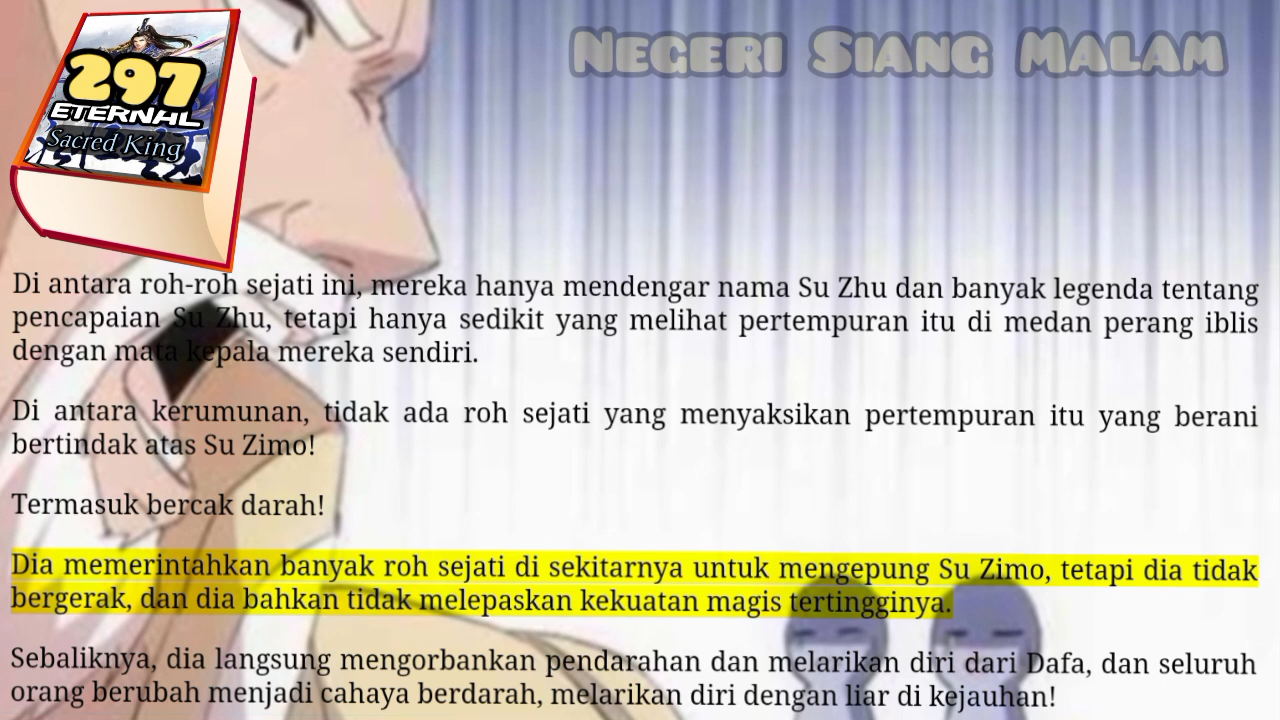 297
ETERNAL
Sacred King
NEGERI SIANG MALAM
Di antara roh-roh sejati ini, mereka hanya mendengar nama Su Zhu dan banyak legenda tentang
pencapaian Su Zhu, tetapi hanya sedikit yang melihat pertempuran itu di medan perang iblis
dengan mata kepala mereka sendiri.
Di antara kerumunan, tidak ada roh sejati yang menyaksikan pertempuran itu yang berani
bertindak atas Su Zimo!
Termasuk bercak darah!
Dia memerintahkan banyak roh sejati di sekitarnya untuk mengepung Su Zimo, tetapi dia tidak
bergerak, dan dia bahkan tidak melepaskan kekuatan magis tertingginya.
Sebaliknya, dia langsung mengorbankan pendarahan dan melarikan diri dari Dafa, dan seluruh
orang berubah menjadi cahaya berdarah, melarikan diri dengan liar di kejauhan!